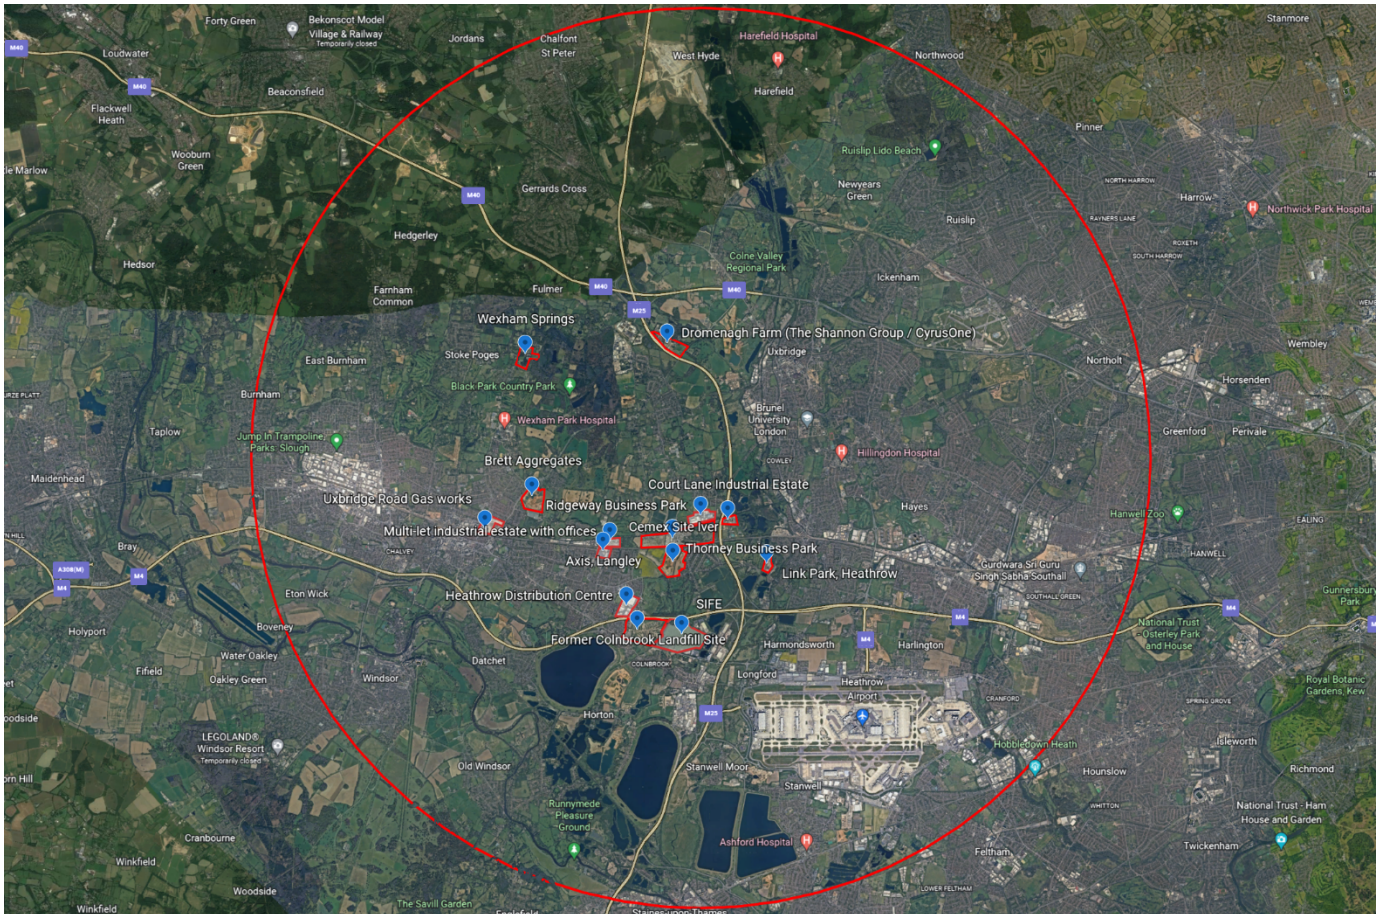 Forty Green
Bekonscot Model
Village & Railway
Temporarily closed
Jordans
Chalfont
St Peter
Harefield Hospital
Stanmore
M40
Loudwater
West Hyde
Northwood
M40
Beaconsfield
Harefield
Flackwell
Heath
Pinner
Wooburn
Green
Ruislip Lido Beach
le Marlow
Gerrards Cross
Newyears
Green
NORTH HARROW
Harrow
M40
Northwick Park Hospital
Ruislip
RAYNERS LANE
Hedgerley
ROXETH
SOUTH HARROW
Hedsor
Colne Valley
Regional Park
Ickenham
Farnham
Common
Fulmer
M40
M40
M25
Wexham Springs
Dromenagh Farm (The Shannon Group / CyrusOne)
Wembley
East Burnham
Stoke Poges
Uxbridge
Northolt
Horsenden
Burnham
Black Park Country Park
URZE PLATT
Brunel
University
London
Taplow
Wexham Park Hospital
Greenford
Perivale
Jump In Trampoline
Parks: Slough
Hillingdon Hospital
Maidenhead
Brett Aggregates
COWLEY
Court Lane Industrial Estate
Uxbridge Road Gas works
Ridgeway Business Park
Hayes
Hanwell Zoo
EALING
Multi-let industrial estate with offices
Cemex Site Iver
Bray
CHALVEY
Thorney Business Park
HANWELL
Axis, Langley
Gurdwara Sri Guru
Singh Sabha Southall
A308(M)
M4
M4
Link Park, Heathrow
Eton Wick
Heathrow Distribution Centre
SIFE
SOUTHALL GREEN
Gunnersbury
Park
M4
M4
Boveney
Holyport
National Trust
- Osterley Park
and House
Former Colnbrook Landfill Site
M4
Harmondsworth
Harlington
Water Oakley
Datchet
COLNBROOK
Fifield
Oakley Green
Windsor
Longford
Heathrow
Airport
Royal Botanic
Gardens, Kew
CRANFORD
SPRING GROVE
Horton
M25
LEGOLAND®
Windsor Resort
Temporarily closed
Isleworth
Hobbledown Heath
Old Windsor
Stanwell Moor
Hounslow
Richmond
Stanwell
Runnymede
Pleasure
Ground
WHITTON
National Trust - Ham
House and Garden
Cranbourne
Ashford Hospital
Feltham
Twickenham
Winkfield
Woodside
LOWER FELTHAM
The Savill Garden
Winkfield
Englefield
Staines-upon-Thames